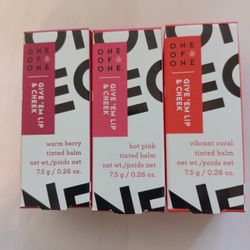 ONE
OF
ONE
GIVE 'EM LIP
& CHEEK
warm berry
tinted balm
net wt./poids net
7.5 g / 0.26 oz.
ONE
OF
ONE
GIVE 'EM LIP
& CHEEK
hot pink
tinted balm
net wt./poids net
7.5 g / 0.26 oz.
ONE
OF
ONE
GIVE 'EM LIP
& CHEEK
vibrant coral
tinted balm
net wt./poids net
7.5 g / 0.26 oz.